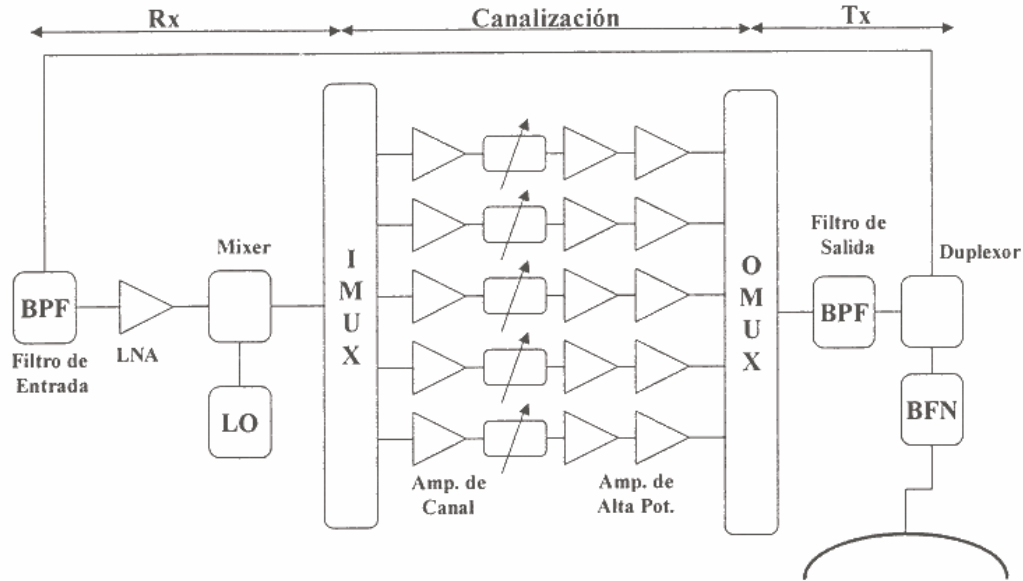 Rx
Canalización
Tx
Filtro de
Salida
Duplexor
Mixer
I
M
U
X
O
M
U
X
BPF
LNA
BPF
Filtro de
Entrada
LO
BFN
Amp. de
Canal
Amp. de
Alta Pot.